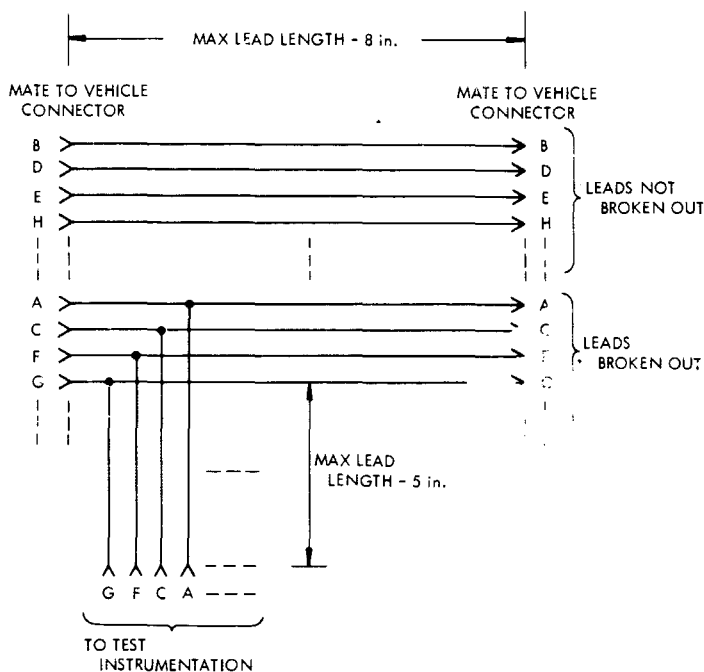 MAX LEAD LENGTH - 8 in.
MATE TO VEHICLE
CONNECTOR
MATE TO VEHICLE
CONNECTOR
B B
D D
E E
H H
LEADS NOT
BROKEN OUT
A A
C C
F F
G
LEADS
BROKEN OUT
MAX LEAD
LENGTH - 5 in.
G F C A
TO TEST
INSTRUMENTATION